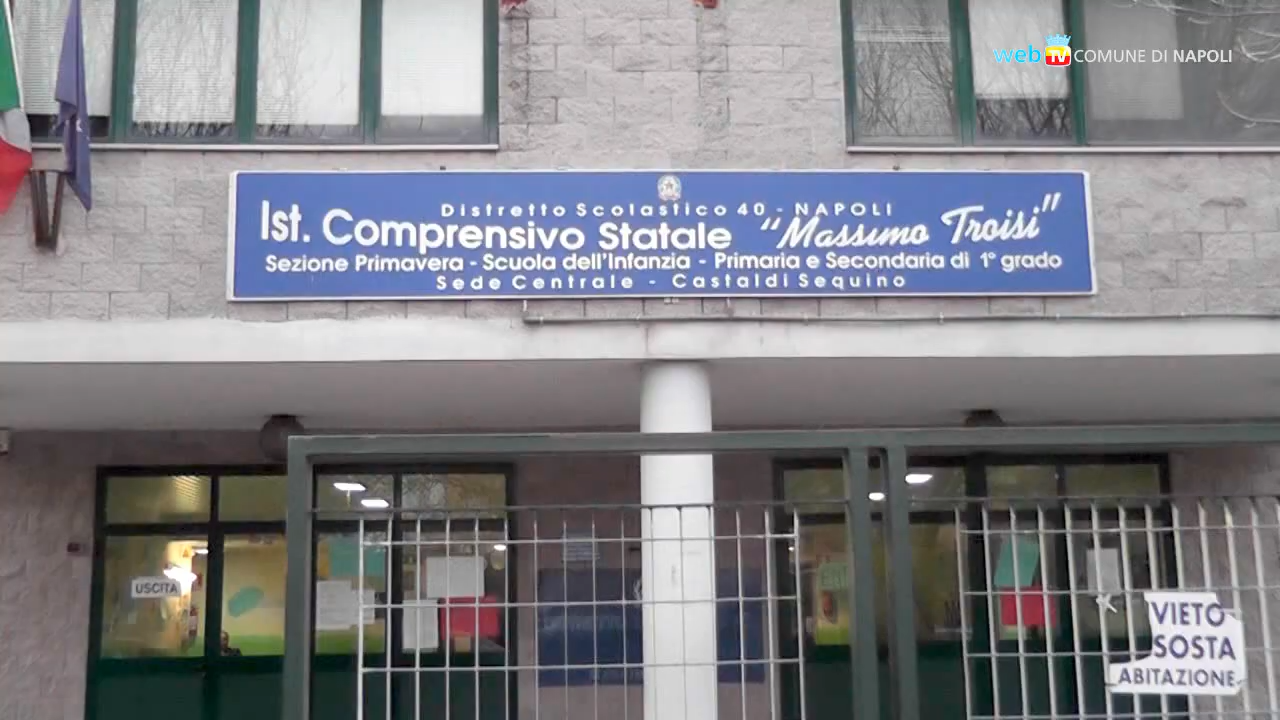 web TV COMUNE DI NAPOLI
Distretto Scolastico 40 - NAPOLI
Ist. Comprensivo Statale "Massimo Troisi"
Sezione Primavera - Scuola dell'Infanzia - Primaria e Secondaria di 1° grado
Sede Centrale - Castaldi Sequino
USCITA
VIETO
SOSTA
ABITAZIONE